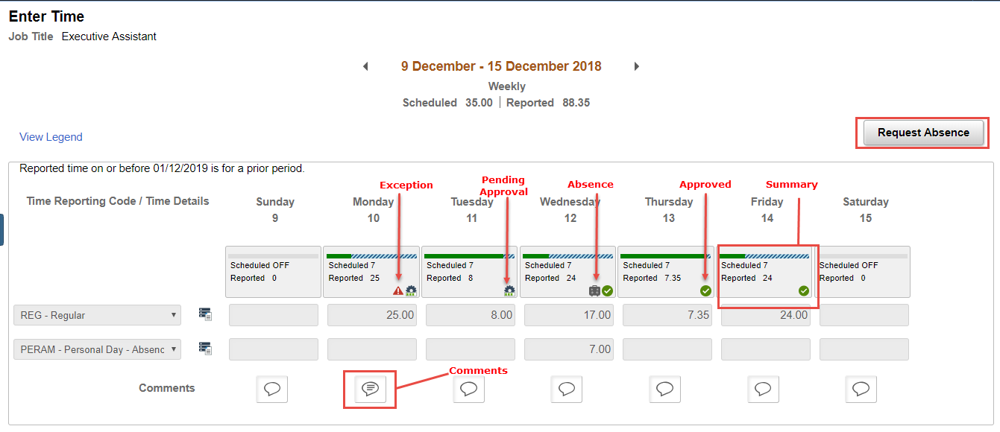 Enter Time
Job Title Executive Assistant
9 December - 15 December 2018
Weekly
Scheduled 35.00 | Reported 88.35
View Legend
Request Absence
Reported time on or before 01/12/2019 is for a prior period.
Exception Pending Approval Absence Approved Summary
Time Reporting Code / Time Details Sunday Monday Tuesday Wednesday Thursday Friday Saturday
9 10 11 12 13 14 15
Scheduled OFF Scheduled 7 Scheduled 7 Scheduled 7 Scheduled 7 Scheduled 7 Scheduled OFF
Reported 0 Reported 25 Reported 8 Reported 24 Reported 7.35 Reported 24 Reported 0
REG - Regular 25.00 8.00 17.00 7.35 24.00
PERAM - Personal Day - Absenc 7.00
Comments
Comments